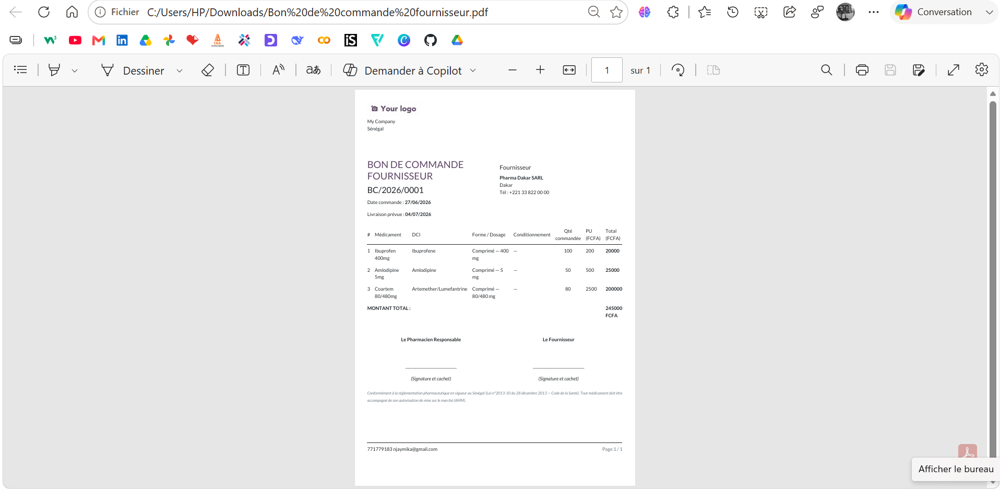 Fichier C:/Users/HP/Downloads/Bon%20de%20commande%20fournisseur.pdf
Conversation
Dessiner
Demander à Copilot
1 sur 1
Your logo
My Company
Sénégal
BON DE COMMANDE
FOURNISSEUR
BC/2026/0001
Date commande : 27/06/2026
Livraison prévue : 04/07/2026
Fournisseur
Pharma Dakar SARL
Dakar
Tél : +221 33 822 00 00
# Médicament DCI Forme / Dosage Conditionnement Qté commandée PU (FCFA) Total (FCFA)
1 Ibuprofen 400mg Ibuprofene Comprimé — 400 mg — 100 200 20000
2 Amlodipine 5mg Amlodipine Comprimé — 5 mg — 50 500 25000
3 Coartem 80/480mg Artemether/Lumefantrine Comprimé — 80/480 mg — 80 2500 200000
MONTANT TOTAL : 245000 FCFA
Le Pharmacien Responsable Le Fournisseur
(Signature et cachet) (Signature et cachet)
Conformément à la réglementation pharmaceutique en vigueur au Sénégal (Loi n°2013-10 du 28 décembre 2013 — Code de la Santé). Tout médicament doit être
accompagné de son autorisation de mise sur le marché (AMM).
771779183 njaymika@gmail.com Page 1 / 1
Afficher le bureau